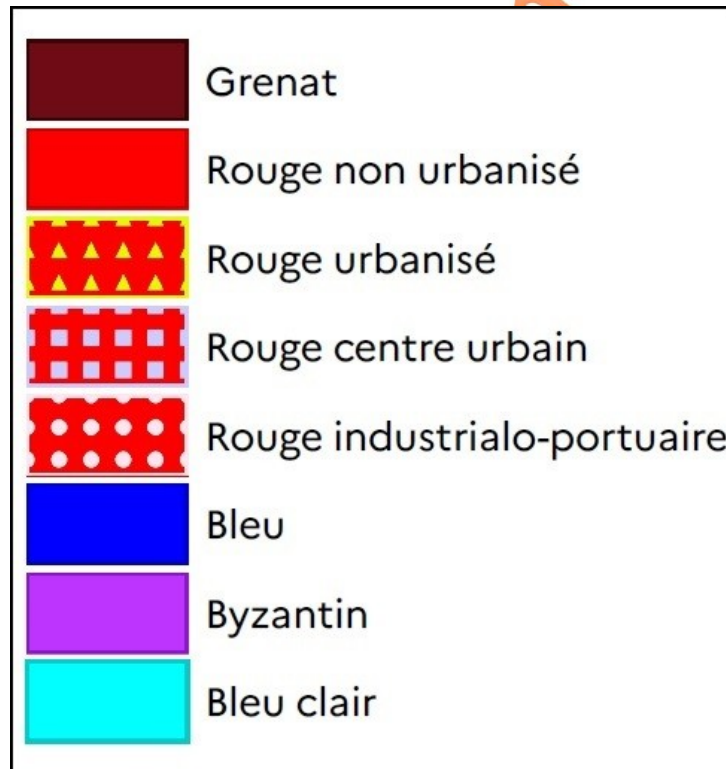 Grenat
Rouge non urbanisé
Rouge urbanisé
Rouge centre urbain
Rouge industrialo-portuaire
Bleu
Byzantin
Bleu clair